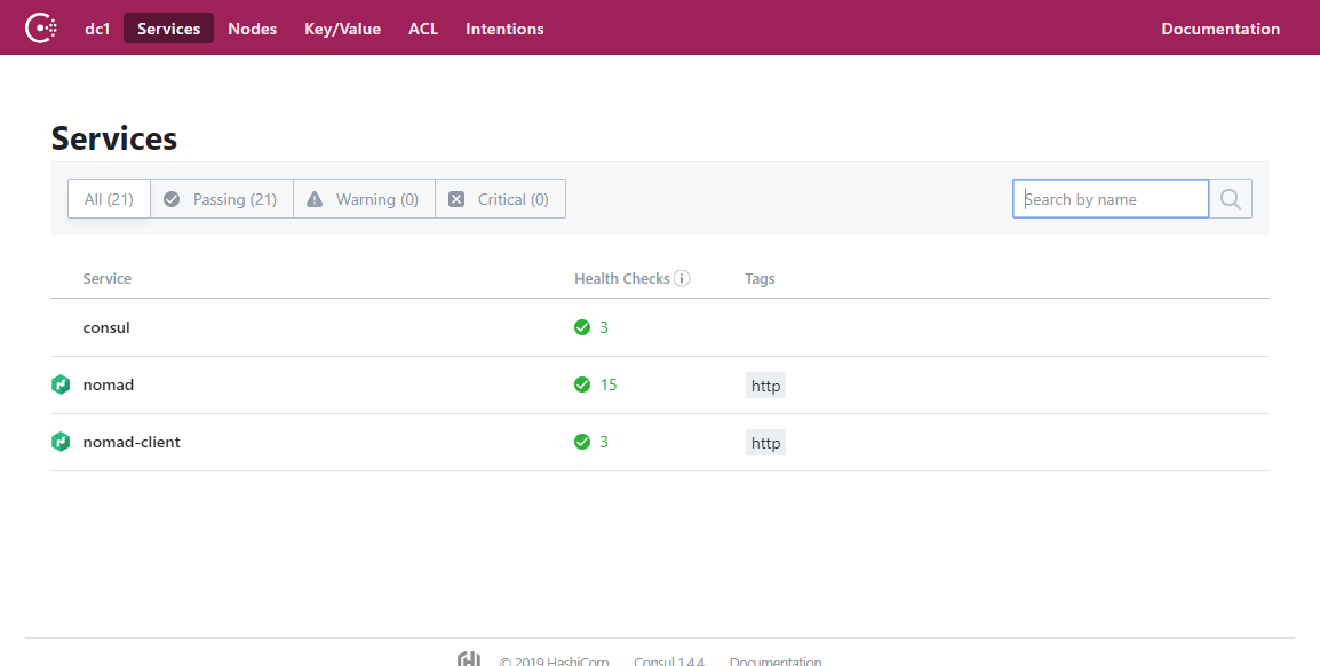 dc1 Services Nodes Key/Value ACL Intentions Documentation
Services
All (21) Passing (21) Warning (0) Critical (0) Search by name
Service Health Checks Tags
consul 3
nomad 15 http
nomad-client 3 http
© 2019 HashiCorp Consul 1.4.4 Documentation